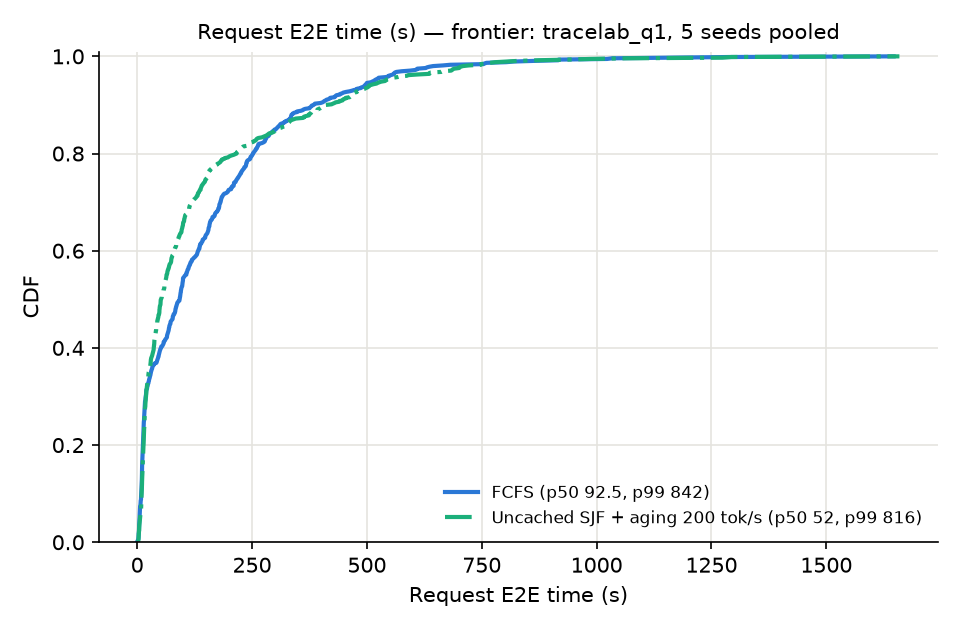 Request E2E time (s) — frontier: tracelab_q1, 5 seeds pooled
1.0
0.8
0.6
0.4
0.2
0.0
CDF
FCFS (p50 92.5, p99 842)
Uncached SJF + aging 200 tok/s (p50 52, p99 816)
0 250 500 750 1000 1250 1500
Request E2E time (s)